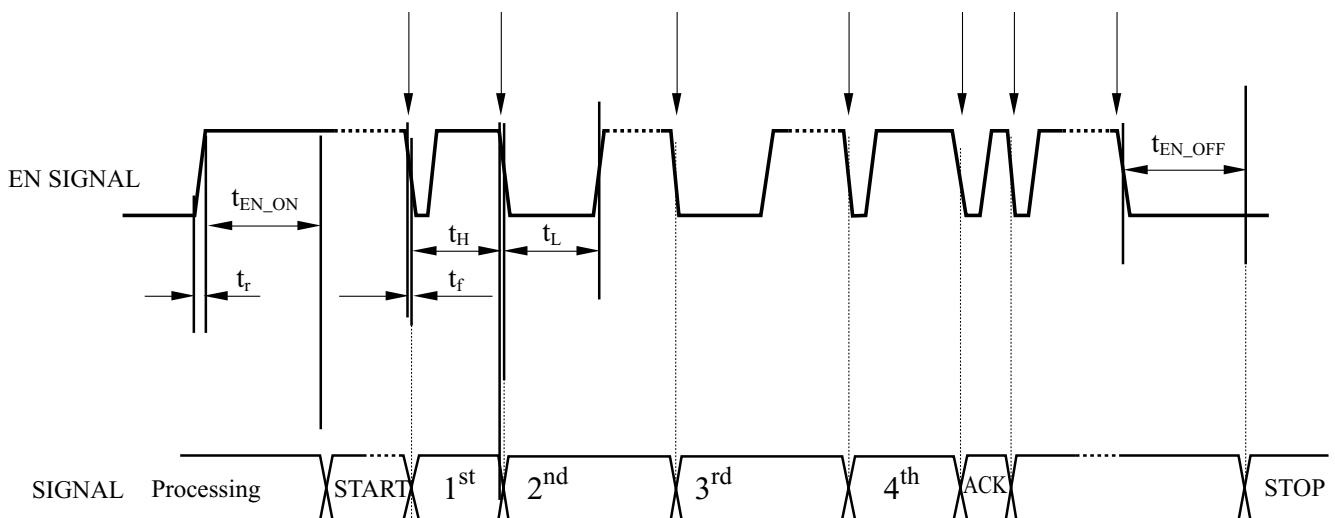 EN SIGNAL
t_EN_ON
t_EN_OFF
t_H
t_L
t_r
t_f
SIGNAL Processing START 1st 2nd 3rd 4th ACK STOP